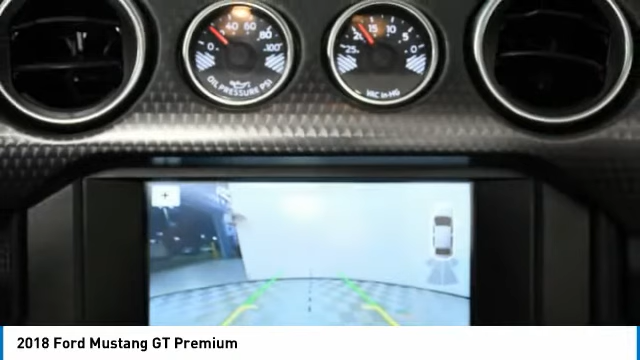 0 40 60 80 100
OIL PRESSURE PSI
25 20 15 10 5 0
VAC In-HG
+
2018 Ford Mustang GT Premium